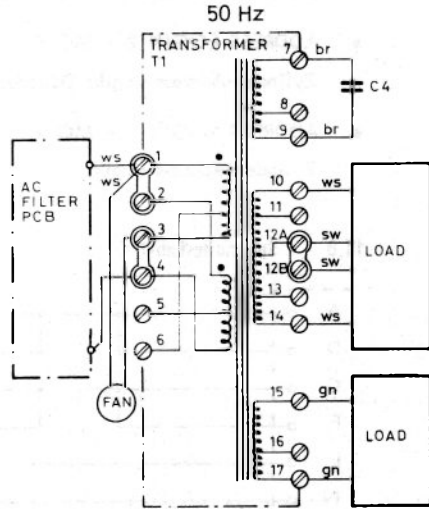 50 Hz
TRANSFORMER
T1
7 br
C4
8
9 br
ws 1
ws
2
AC
FILTER
PCB
3
4
5
6
FAN
10 ws
11
12A sw
12B sw
13
14 ws
LOAD
15 gn
16
17 gn
LOAD